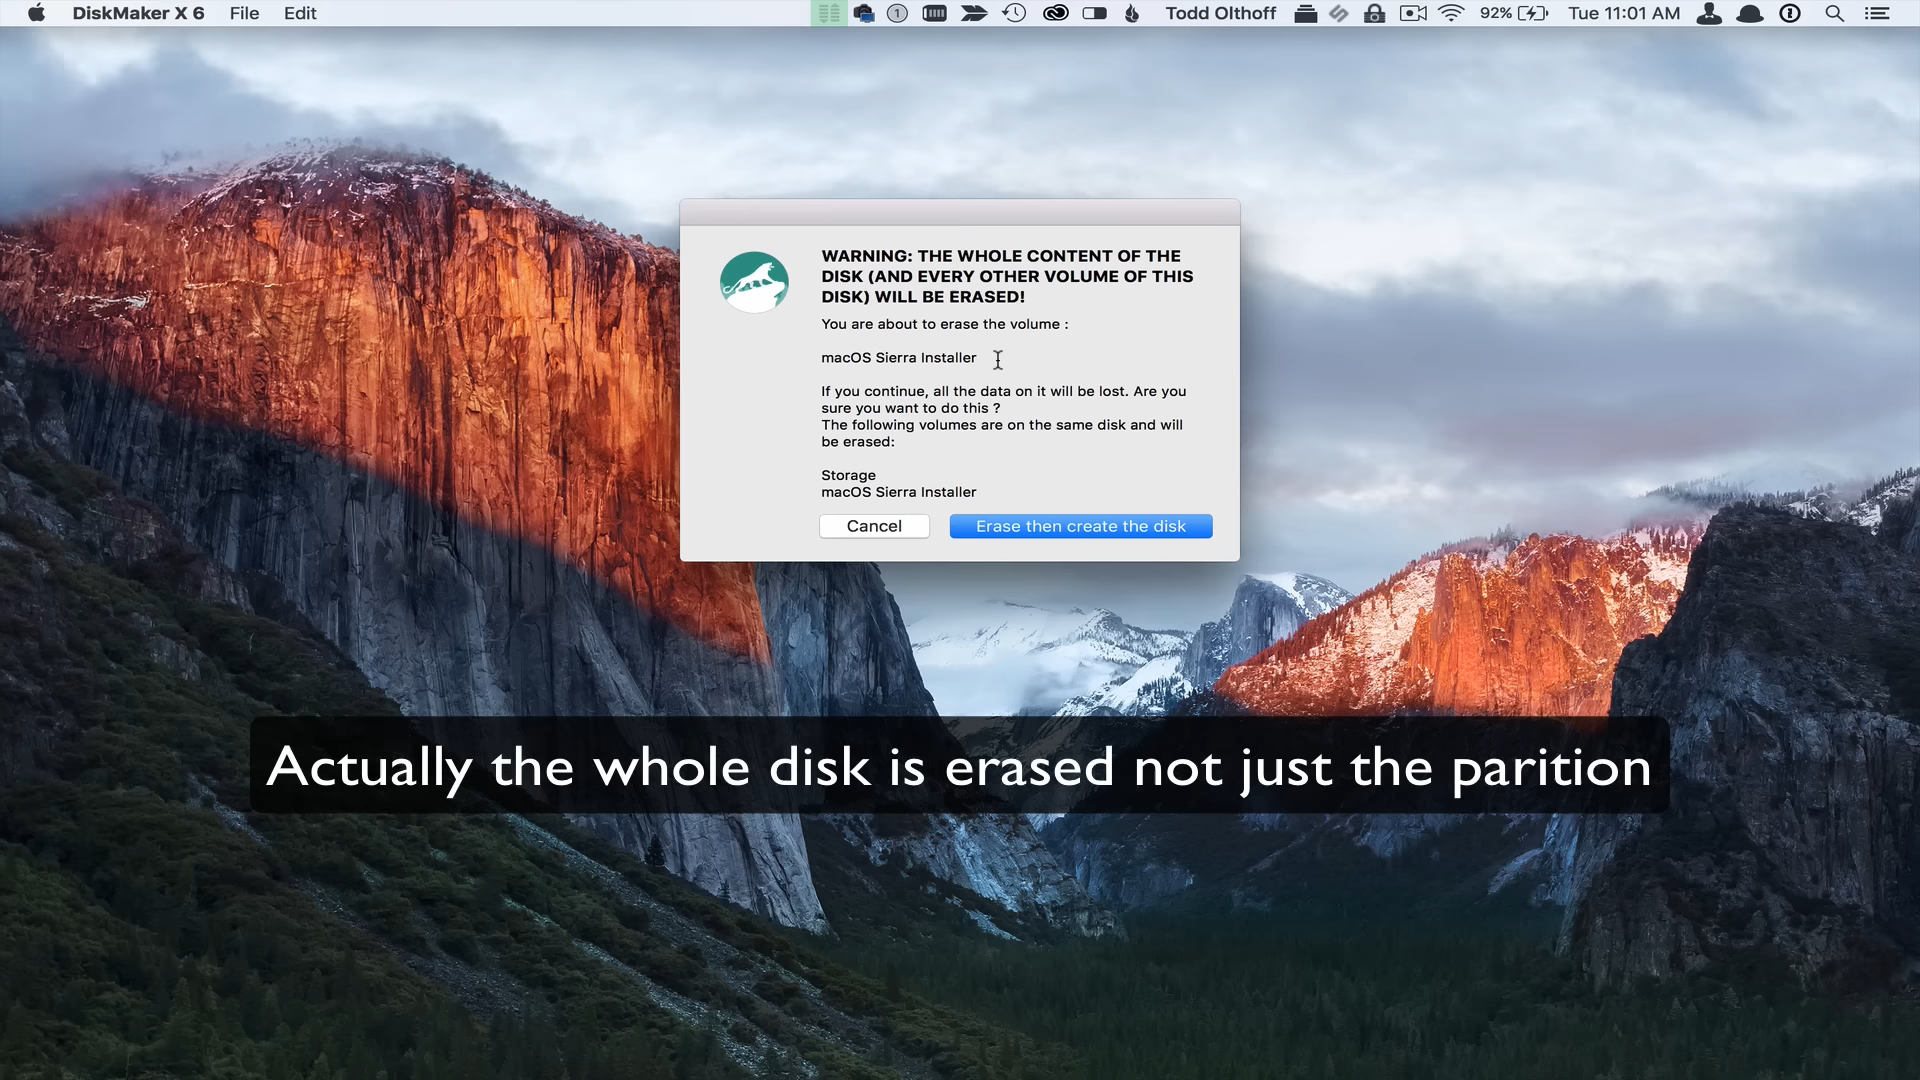 DiskMaker X 6 File Edit 1 Todd Olthoff 92% Tue 11:01 AM
WARNING: THE WHOLE CONTENT OF THE
DISK (AND EVERY OTHER VOLUME OF THIS
DISK) WILL BE ERASED!
You are about to erase the volume :
macOS Sierra Installer
If you continue, all the data on it will be lost. Are you
sure you want to do this ?
The following volumes are on the same disk and will
be erased:
Storage
macOS Sierra Installer
Cancel Erase then create the disk
Actually the whole disk is erased not just the parition